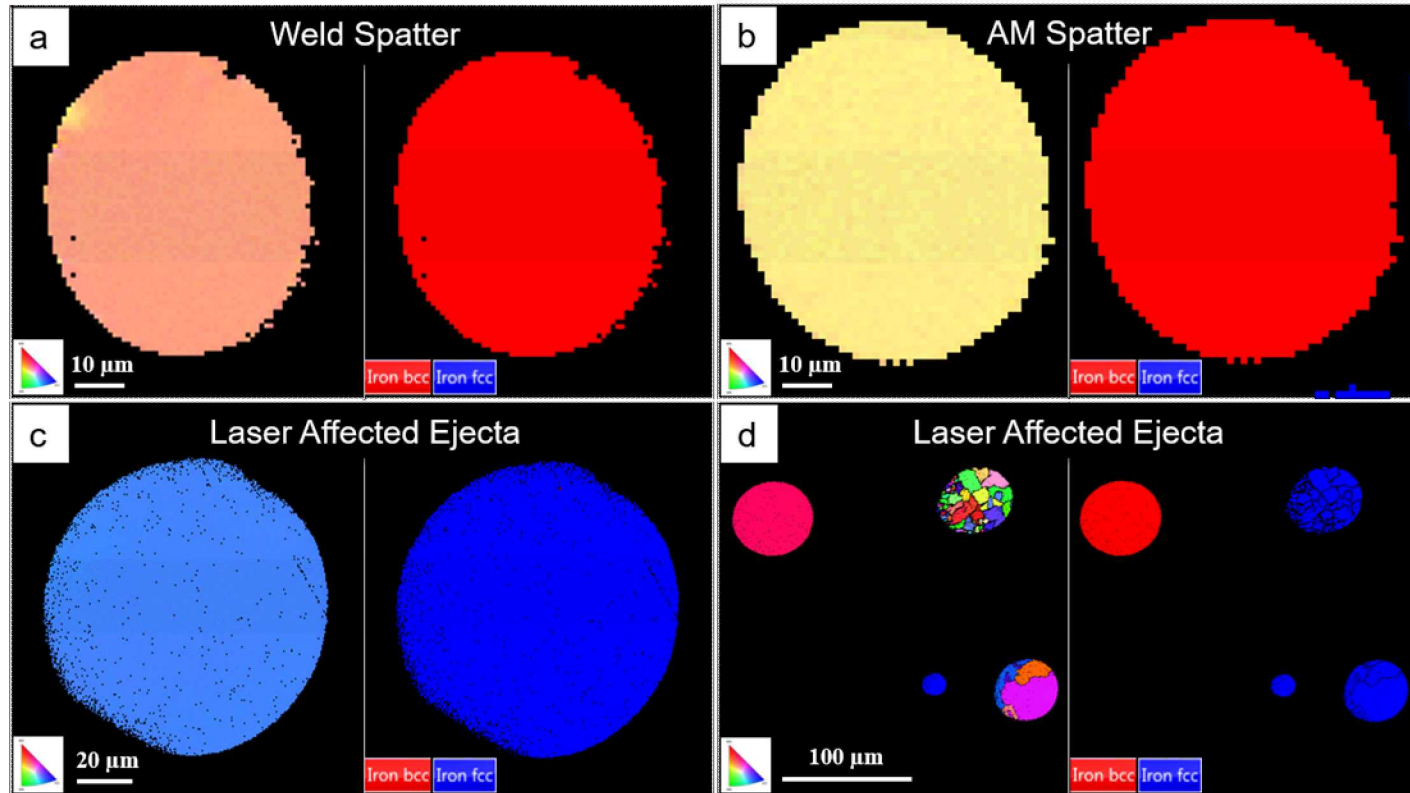 a
Weld Spatter
10 µm
Iron bcc Iron fcc
b
AM Spatter
10 µm
Iron bcc Iron fcc
c
Laser Affected Ejecta
20 µm
Iron bcc Iron fcc
d
Laser Affected Ejecta
100 µm
Iron bcc Iron fcc